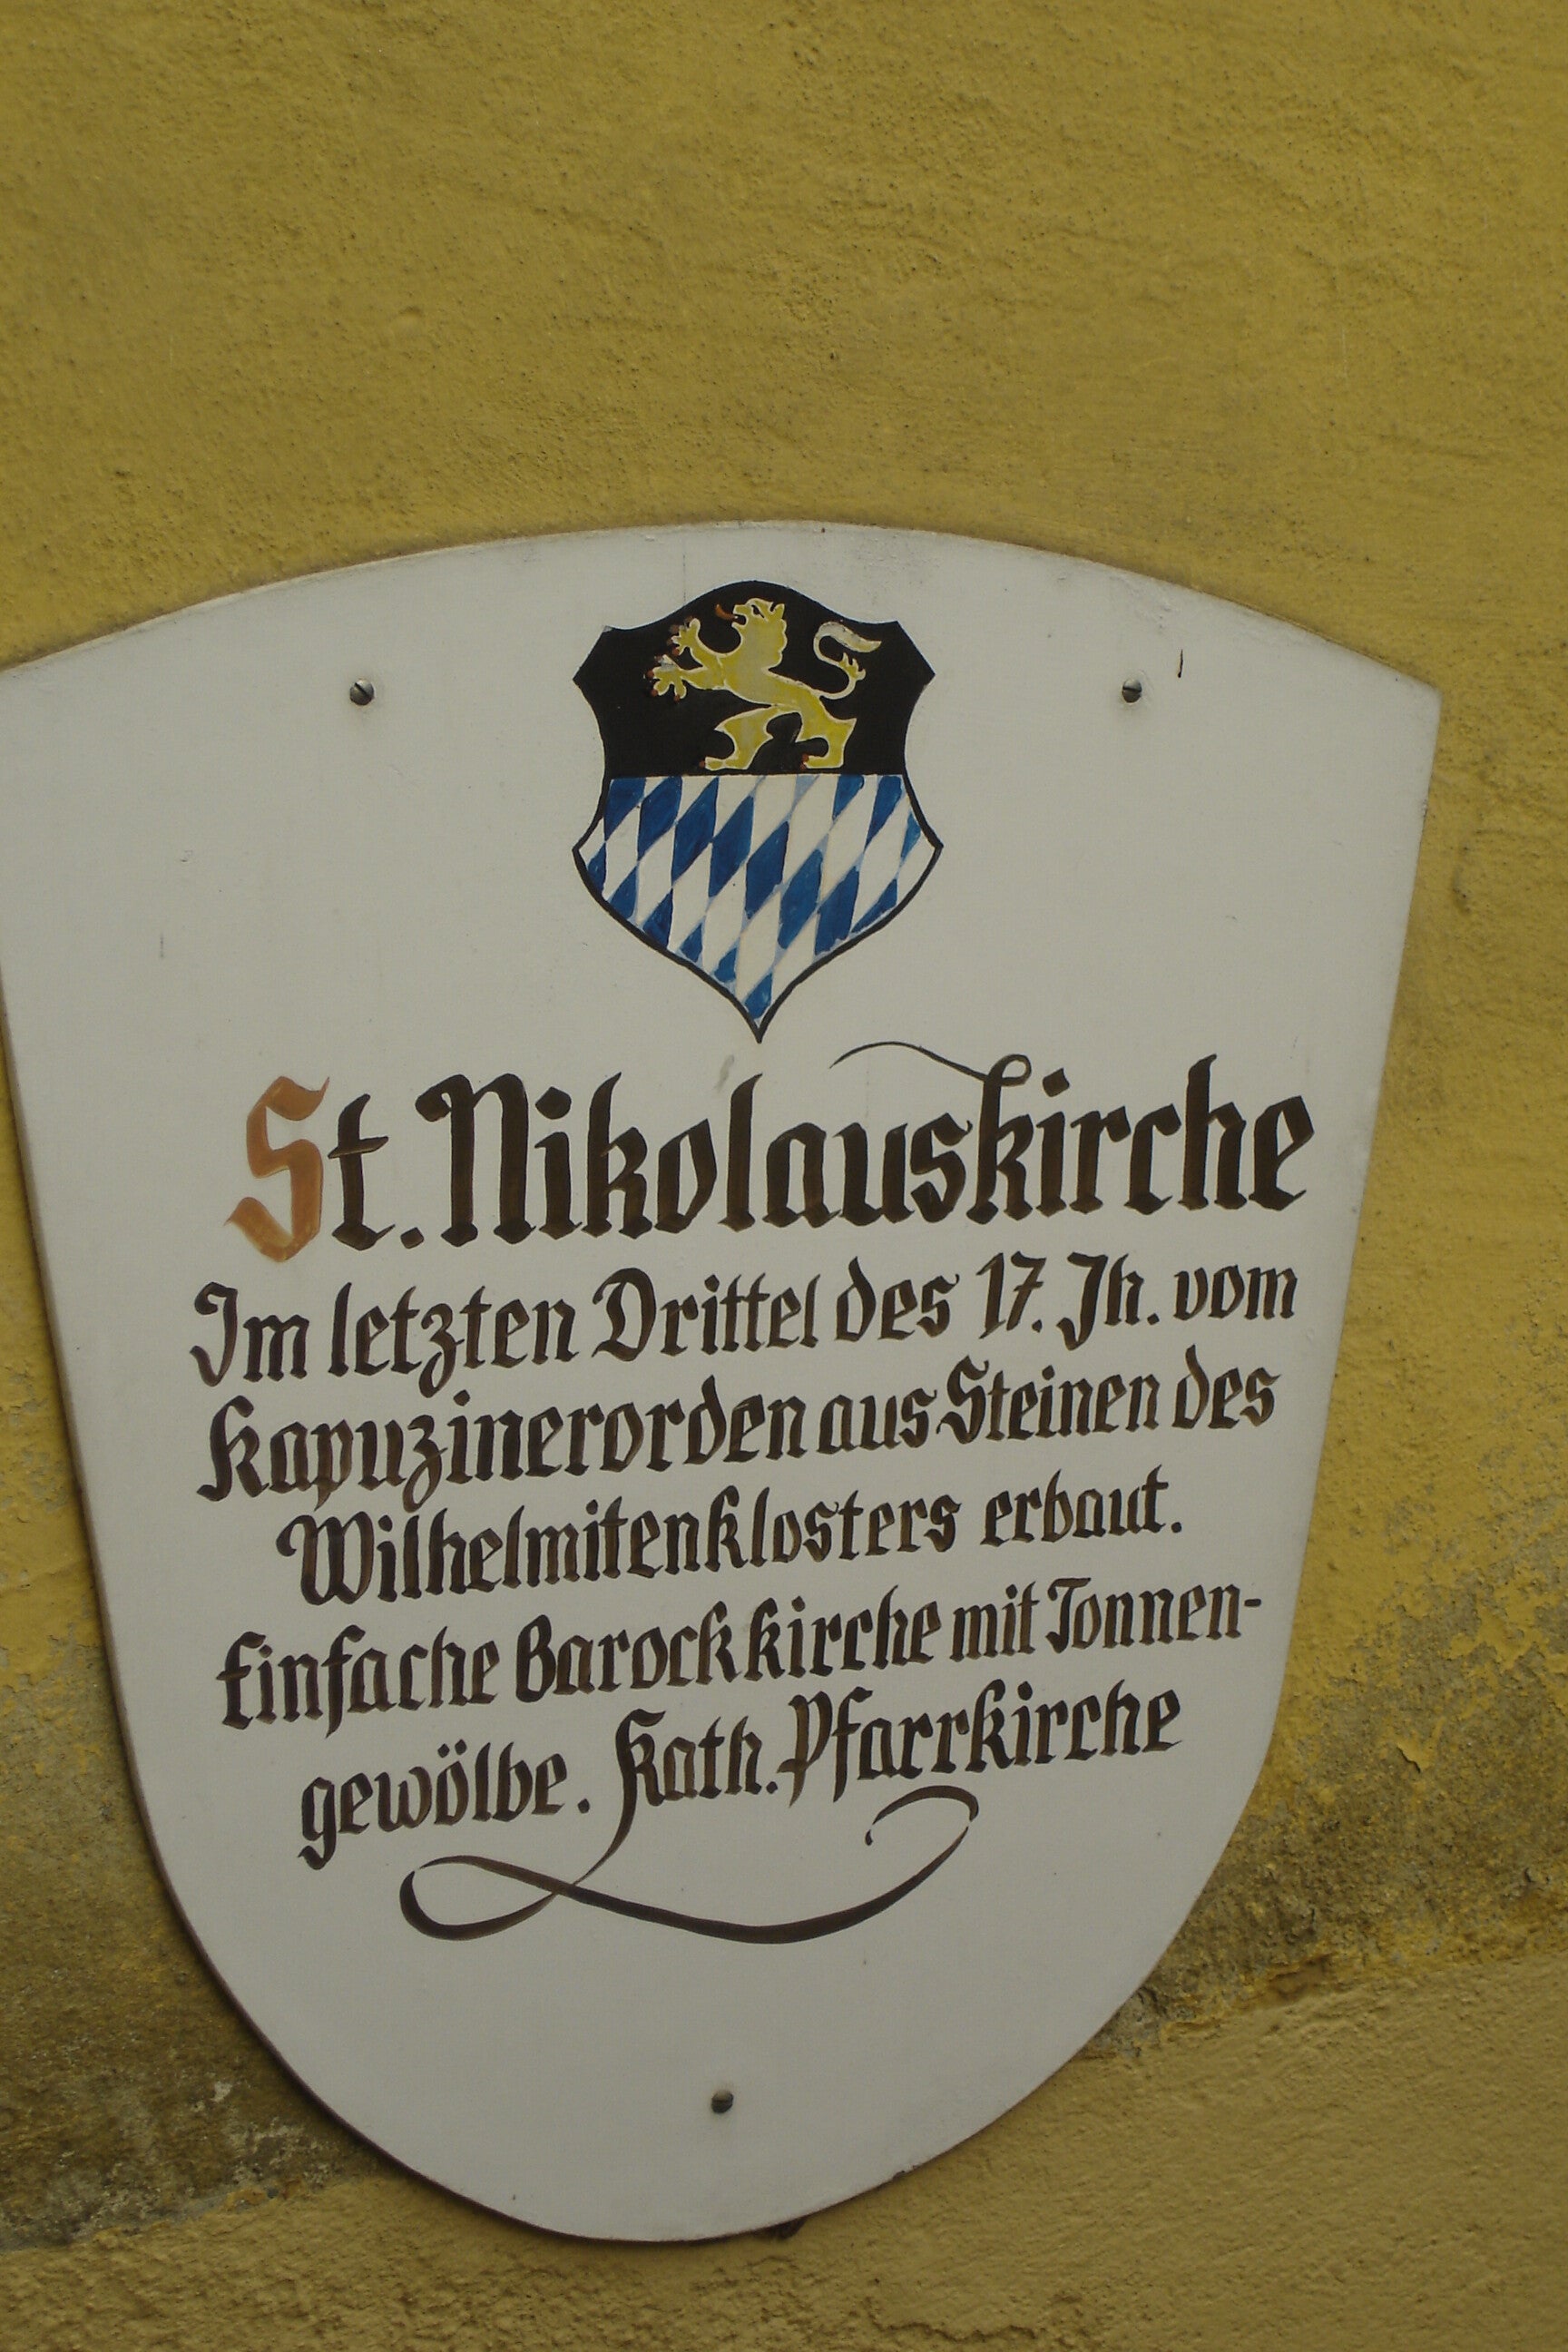 St. Nikolauskirche
Im letzten Drittel des 17. Jh. vom
Kapuzinerorden aus Steinen des
Wilhelmitenklosters erbaut.
Einfache Barockkirche mit Tonnen-
gewölbe. Kath. Pfarrkirche